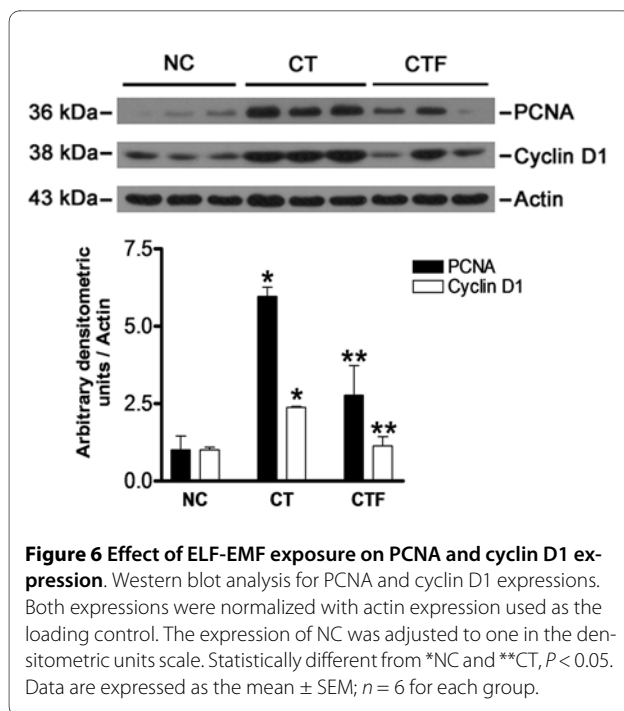 NC CT CTF
36 kDa– –PCNA
38 kDa– –Cyclin D1
43 kDa– –Actin
Arbitrary densitometric
units / Actin
7.5
5.0
2.5
0.0
* * ** **
PCNA
Cyclin D1
NC CT CTF
Figure 6 Effect of ELF-EMF exposure on PCNA and cyclin D1 ex-
pression. Western blot analysis for PCNA and cyclin D1 expressions.
Both expressions were normalized with actin expression used as the
loading control. The expression of NC was adjusted to one in the den-
sitometric units scale. Statistically different from *NC and **CT, P < 0.05.
Data are expressed as the mean ± SEM; n = 6 for each group.